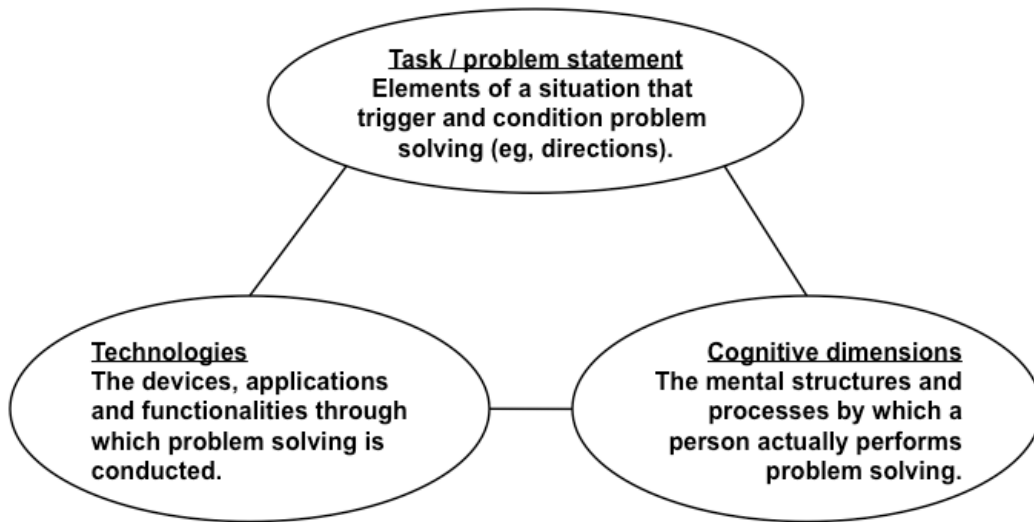 Task / problem statement
Elements of a situation that
trigger and condition problem
solving (eg, directions).
Technologies
The devices, applications
and functionalities through
which problem solving is
conducted.
Cognitive dimensions
The mental structures and
processes by which a
person actually performs
problem solving.